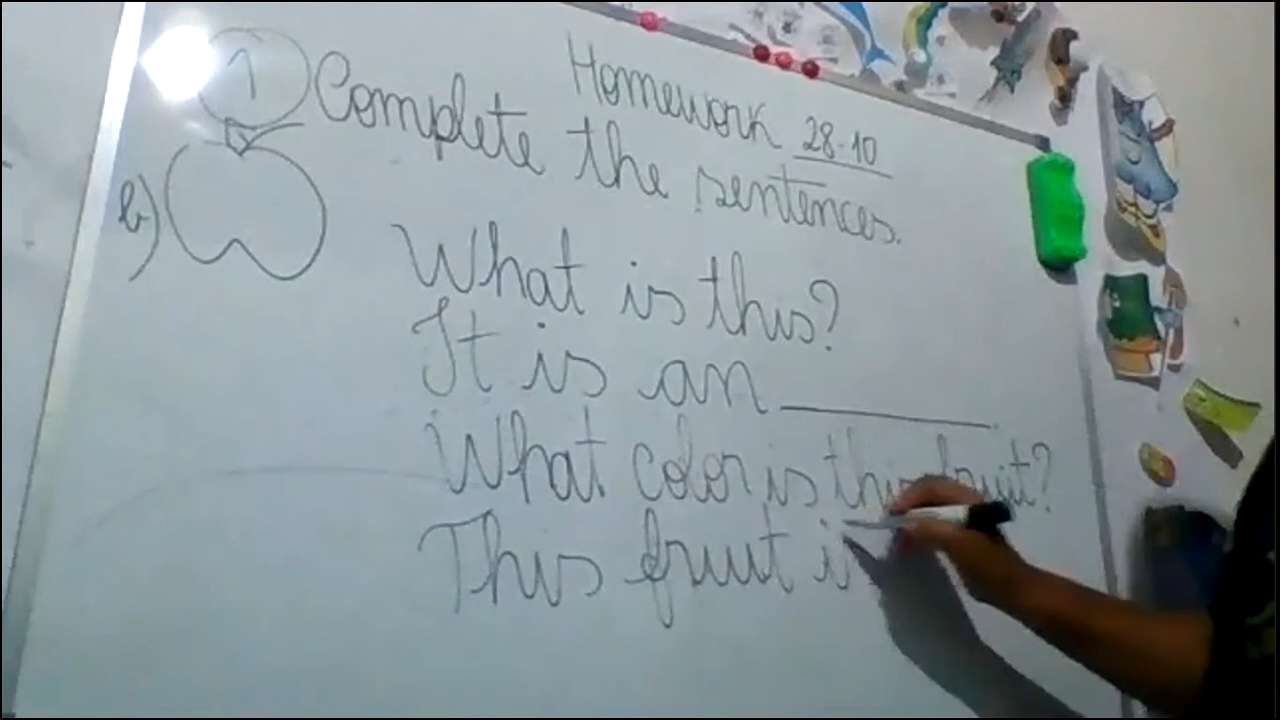 Homework 28-10
1 Complete the sentences.
b)
What is this?
It is an ________
What color is this fruit?
This fruit i